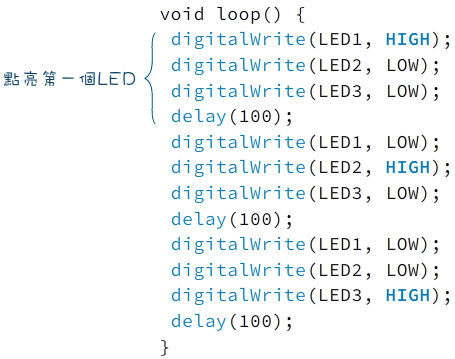 void loop() {
digitalWrite(LED1, HIGH);
digitalWrite(LED2, LOW);
點亮第一個LED
digitalWrite(LED3, LOW);
delay(100);
digitalWrite(LED1, LOW);
digitalWrite(LED2, HIGH);
digitalWrite(LED3, LOW);
delay(100);
digitalWrite(LED1, LOW);
digitalWrite(LED2, LOW);
digitalWrite(LED3, HIGH);
delay(100);
}